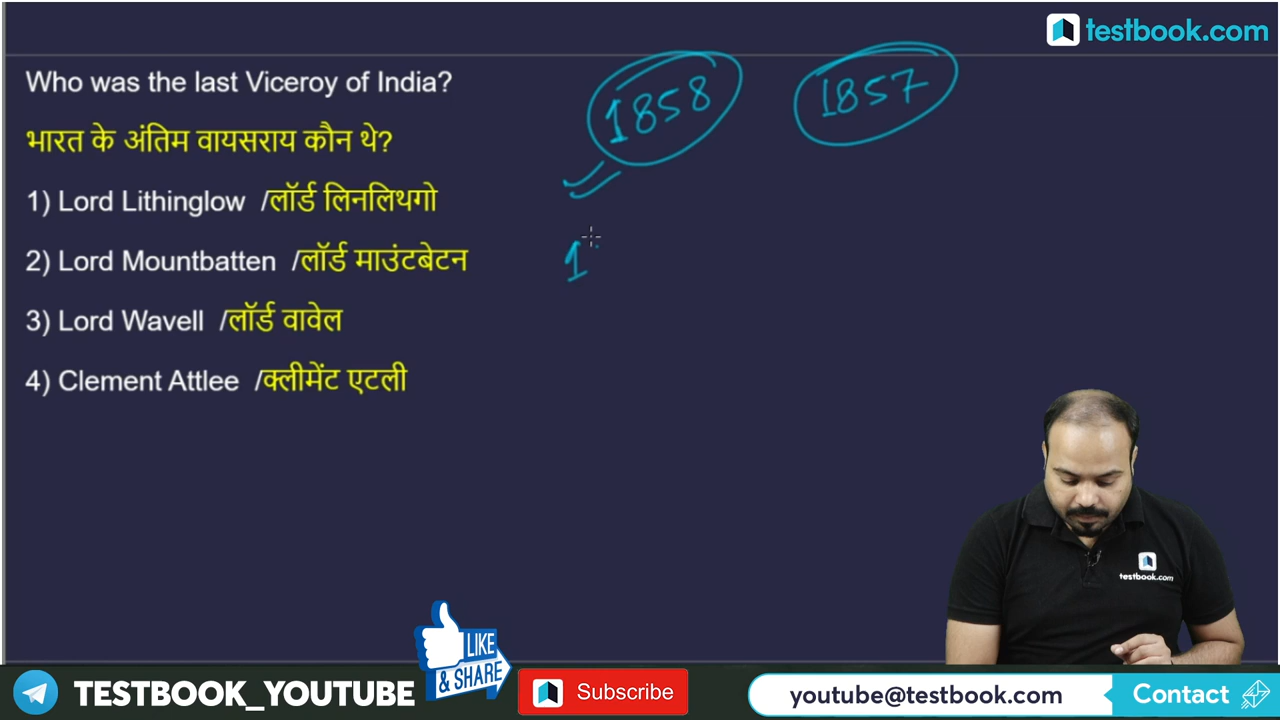 testbook.com
Who was the last Viceroy of India?
1858
1857
भारत के अंतिम वायसराय कौन थे?
1) Lord Lithinglow /लॉर्ड लिनलिथगो
2) Lord Mountbatten /लॉर्ड माउंटबेटन
1
3) Lord Wavell /लॉर्ड वावेल
4) Clement Attlee /क्लीमेंट एटली
testbook.com
LIKE
& SHARE
TESTBOOK_YOUTUBE
Subscribe
youtube@testbook.com
Contact